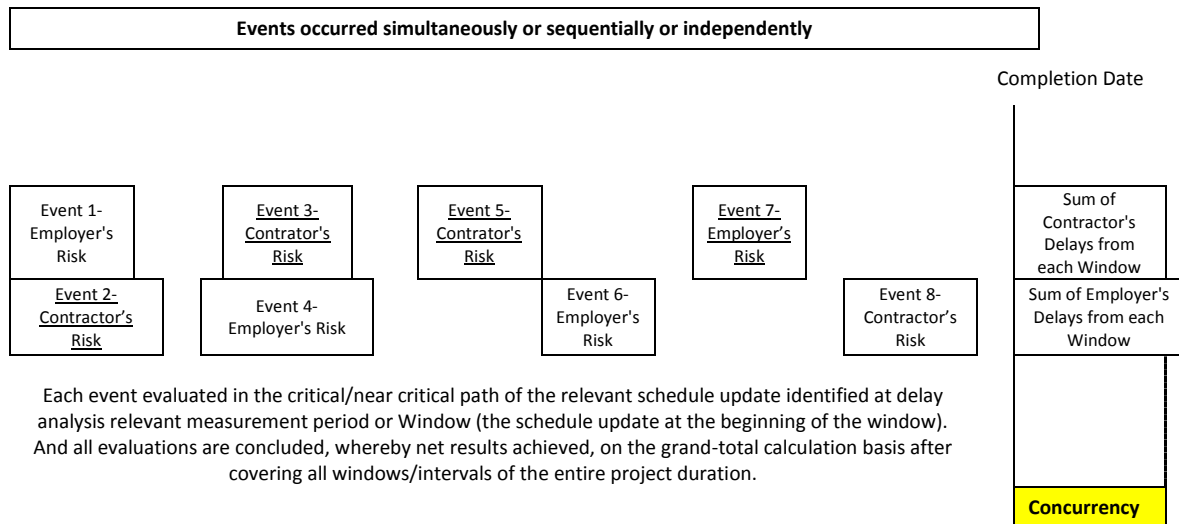 Events occurred simultaneously or sequentially or independently
Completion Date
Event 1-
Employer's
Risk
Event 3-
Contrator's
Risk
Event 5-
Contrator's
Risk
Event 7-
Employer’s
Risk
Sum of
Contractor's
Delays from
each Window
Event 2-
Contractor’s
Risk
Event 4-
Employer's Risk
Event 6-
Employer's
Risk
Event 8-
Contractor’s
Risk
Sum of Employer's
Delays from each
Window
Each event evaluated in the critical/near critical path of the relevant schedule update identified at delay
analysis relevant measurement period or Window (the schedule update at the beginning of the window).
And all evaluations are concluded, whereby net results achieved, on the grand-total calculation basis after
covering all windows/intervals of the entire project duration.
Concurrency